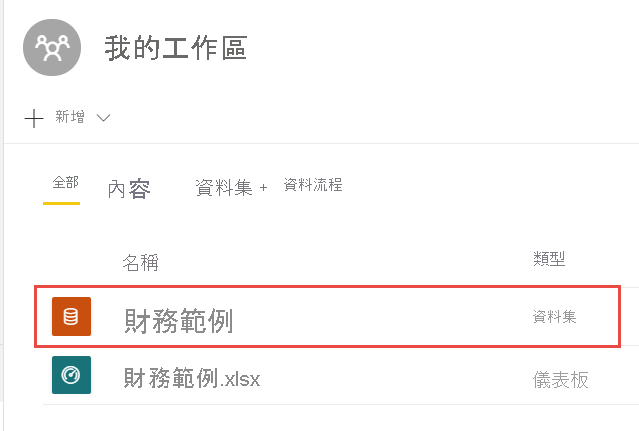 我的工作區
新增
全部 內容 資料集 + 資料流程
名稱 類型
財務範例 資料集
財務範例.xlsx 儀表板